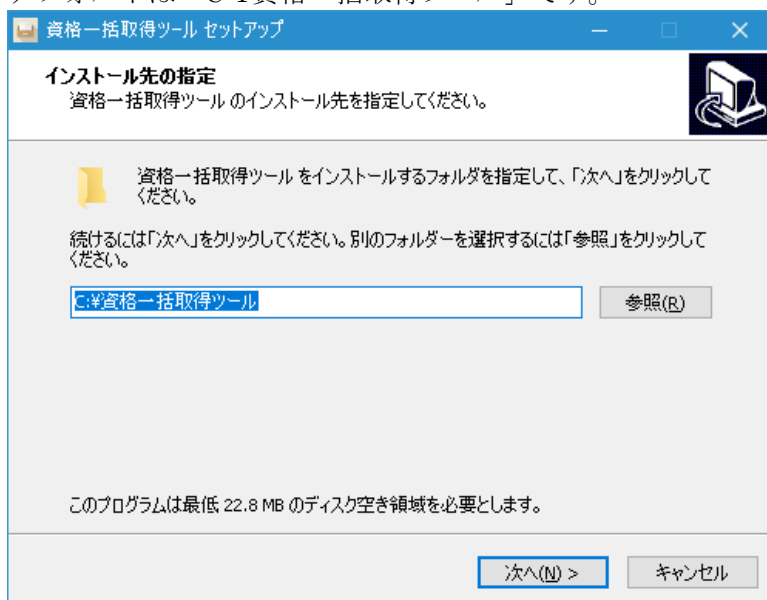 資格一括取得ツール セットアップ
インストール先の指定
資格一括取得ツール のインストール先を指定してください。
資格一括取得ツール をインストールするフォルダを指定して、「次へ」をクリックして
ください。
続けるには「次へ」をクリックしてください。別のフォルダーを選択するには「参照」をクリックして
ください。
C:¥資格一括取得ツール
参照(R)
このプログラムは最低 22.8 MB のディスク空き領域を必要とします。
次へ(N) >
キャンセル